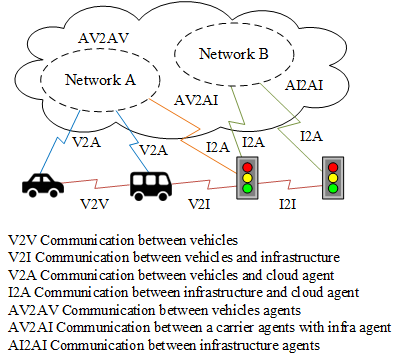 AV2AV
Network B
Network A
AI2AI
AV2AI
V2A
V2A
I2A
I2A
I2A
V2V
V2I
I2I
V2V Communication between vehicles
V2I Communication between vehicles and infrastructure
V2A Communication between vehicles and cloud agent
I2A Communication between infrastructure and cloud agent
AV2AV Communication between vehicles agents
AV2AI Communication between a carrier agents with infra agent
AI2AI Communication between infrastructure agents